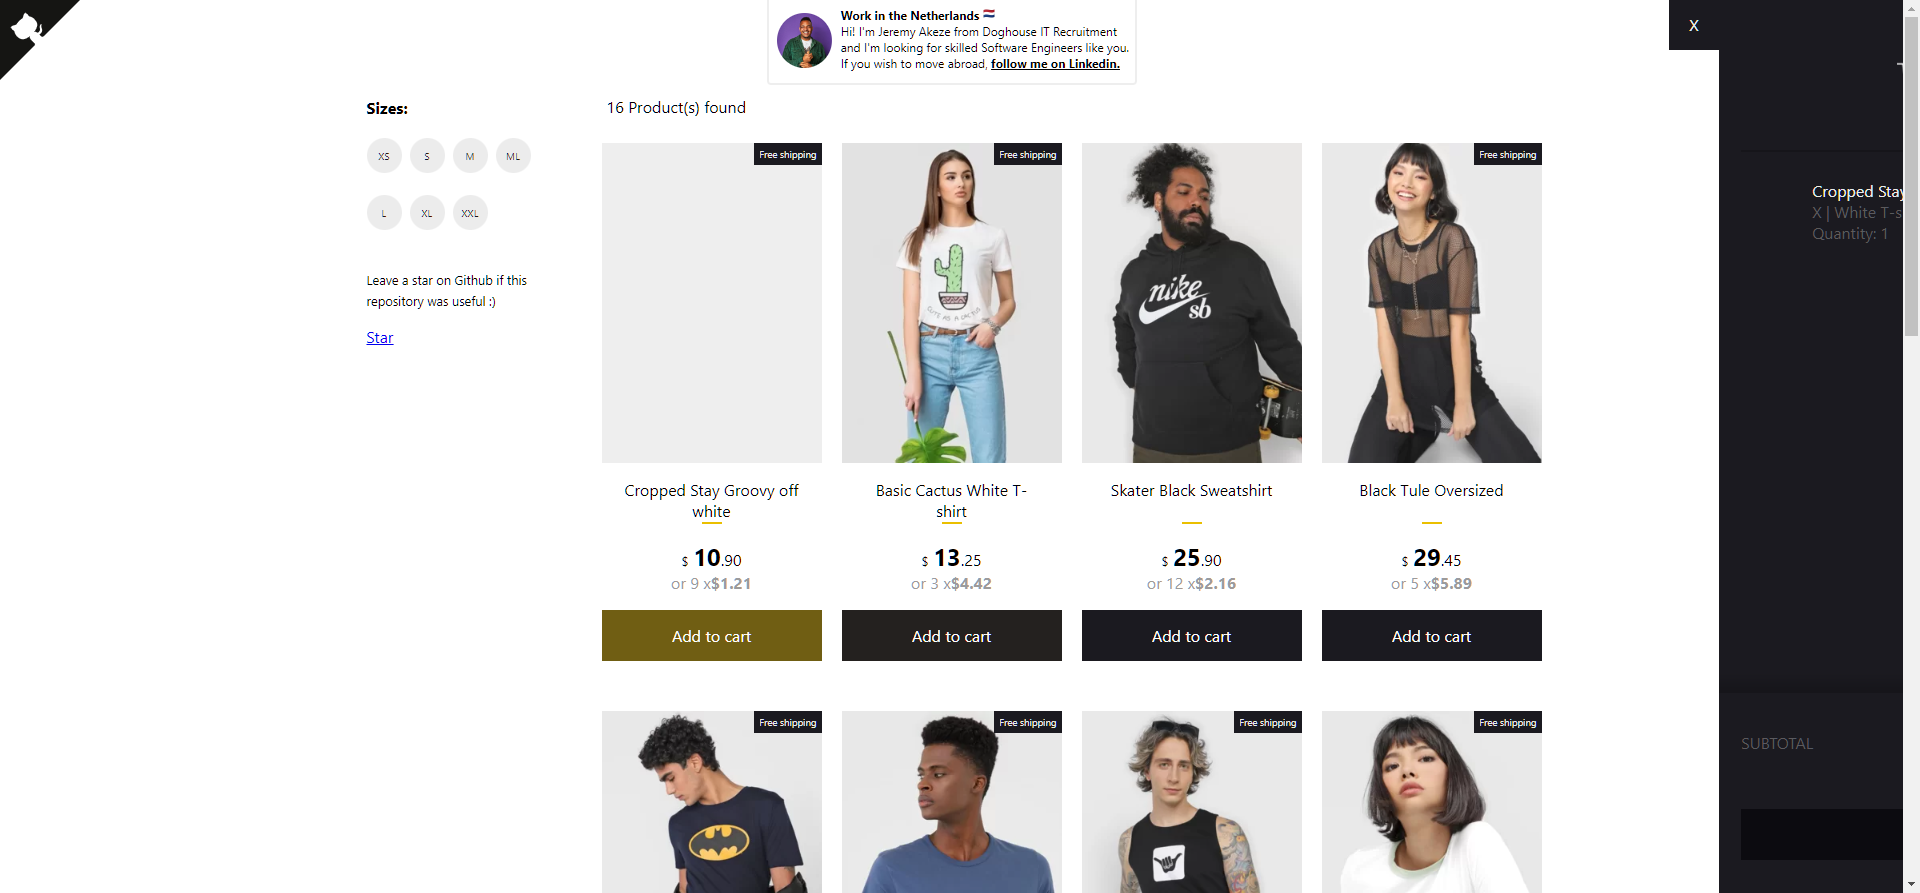 Work in the Netherlands
Hi! I'm Jeremy Akeze from Doghouse IT Recruitment
and I'm looking for skilled Software Engineers like you.
If you wish to move abroad, follow me on Linkedin.
X
Sizes:
XS
S
M
ML
L
XL
XXL
Leave a star on Github if this
repository was useful :)
Star
16 Product(s) found
Free shipping
Cropped Stay Groovy off
white
$ 10.90
or 9 x$1.21
Add to cart
Free shipping
CUTE AS A CACTUS
Basic Cactus White T-
shirt
$ 13.25
or 3 x$4.42
Add to cart
nike
sb
Skater Black Sweatshirt
$ 25.90
or 12 x$2.16
Add to cart
Free shipping
Black Tule Oversized
$ 29.45
or 5 x$5.89
Add to cart
Free shipping
Free shipping
Free shipping
Free shipping
Cropped Stay
X | White T-s
Quantity: 1
SUBTOTAL